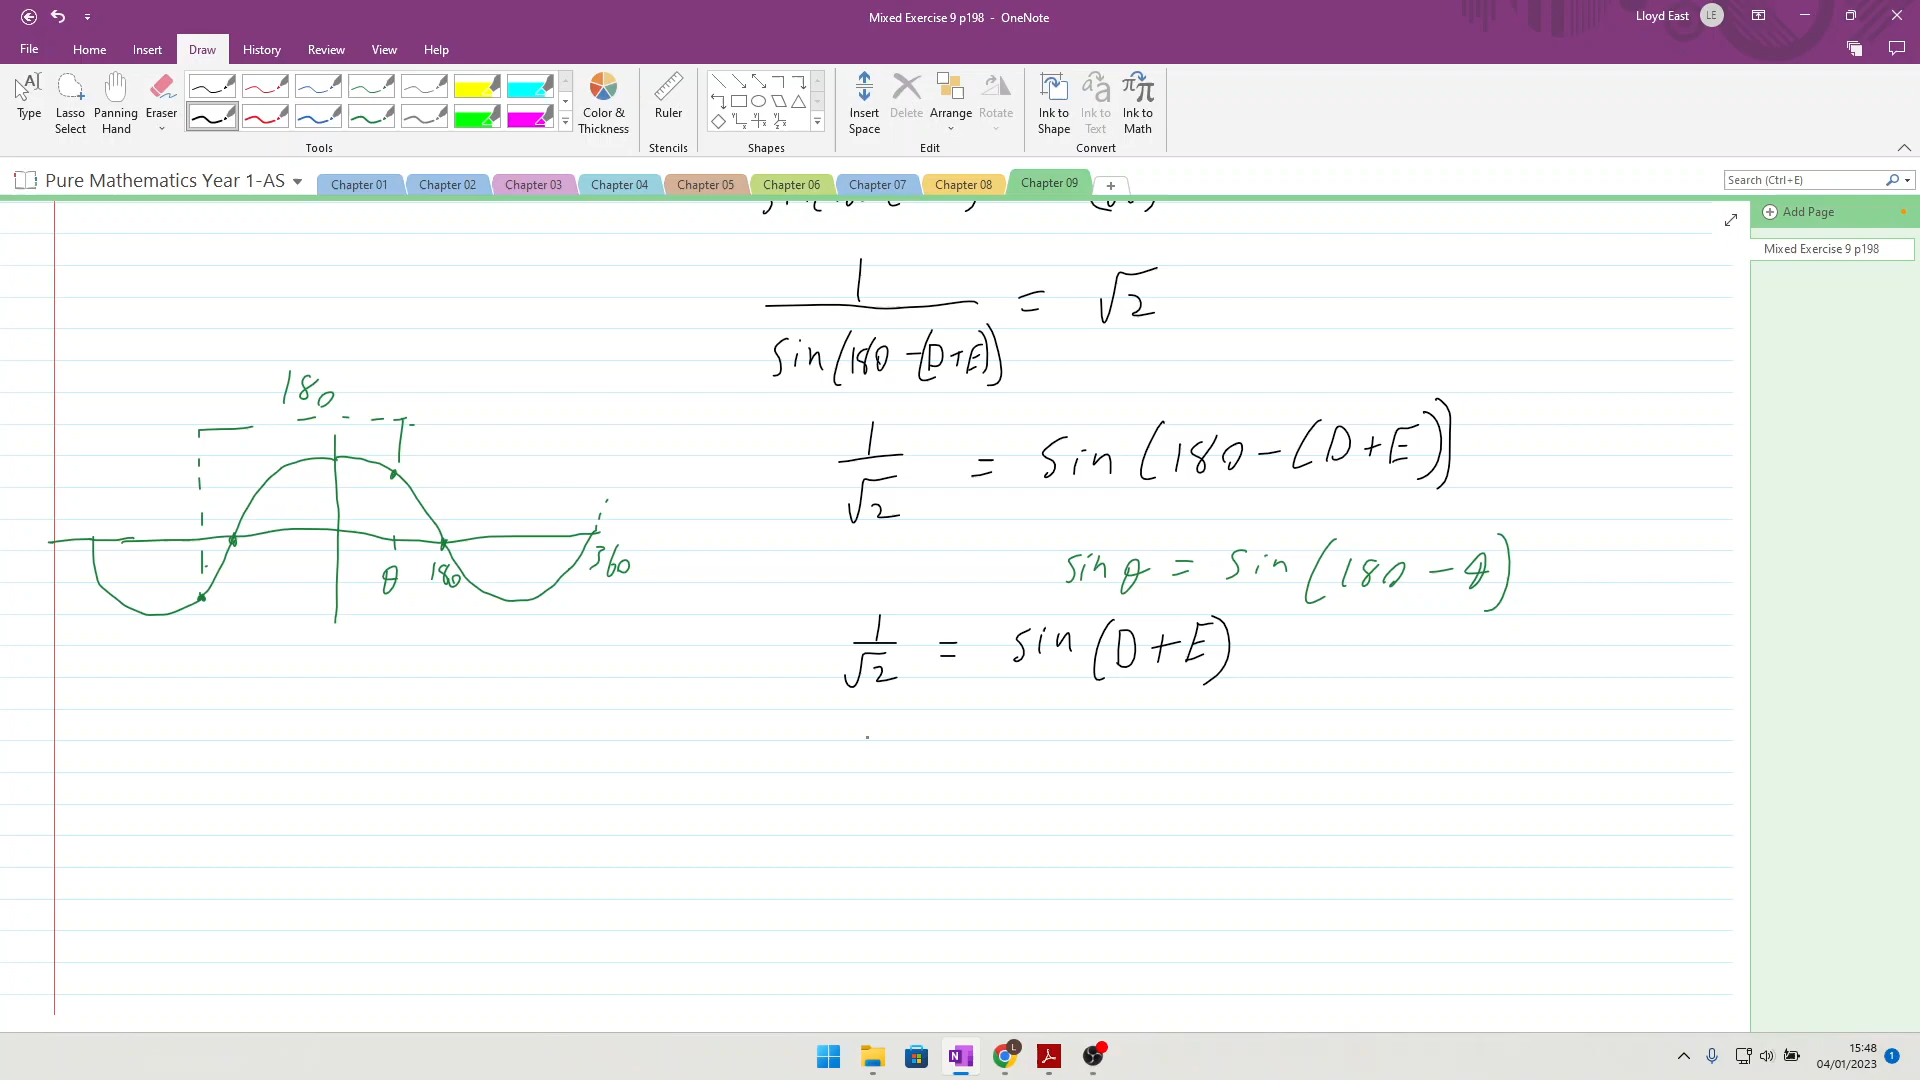 Mixed Exercise 9 p198 - OneNote
Lloyd East LE
File Home Insert Draw History Review View Help
Type
Lasso Select
Panning Hand
Eraser
Color & Thickness
Ruler
Insert Space
Delete
Arrange
Rotate
Ink to Shape
Ink to Text
Ink to Math
Tools Stencils Shapes Edit Convert
Pure Mathematics Year 1-AS Chapter 01 Chapter 02 Chapter 03 Chapter 04 Chapter 05 Chapter 06 Chapter 07 Chapter 08 Chapter 09
Search (Ctrl+E)
Add Page
Mixed Exercise 9 p198
1/sin(180-(D+E)) = √2
180
1/√2 = sin(180-(D+E))
θ 180 360
sin θ = sin(180-θ)
1/√2 = sin(D+E)
15:48
04/01/2023
1